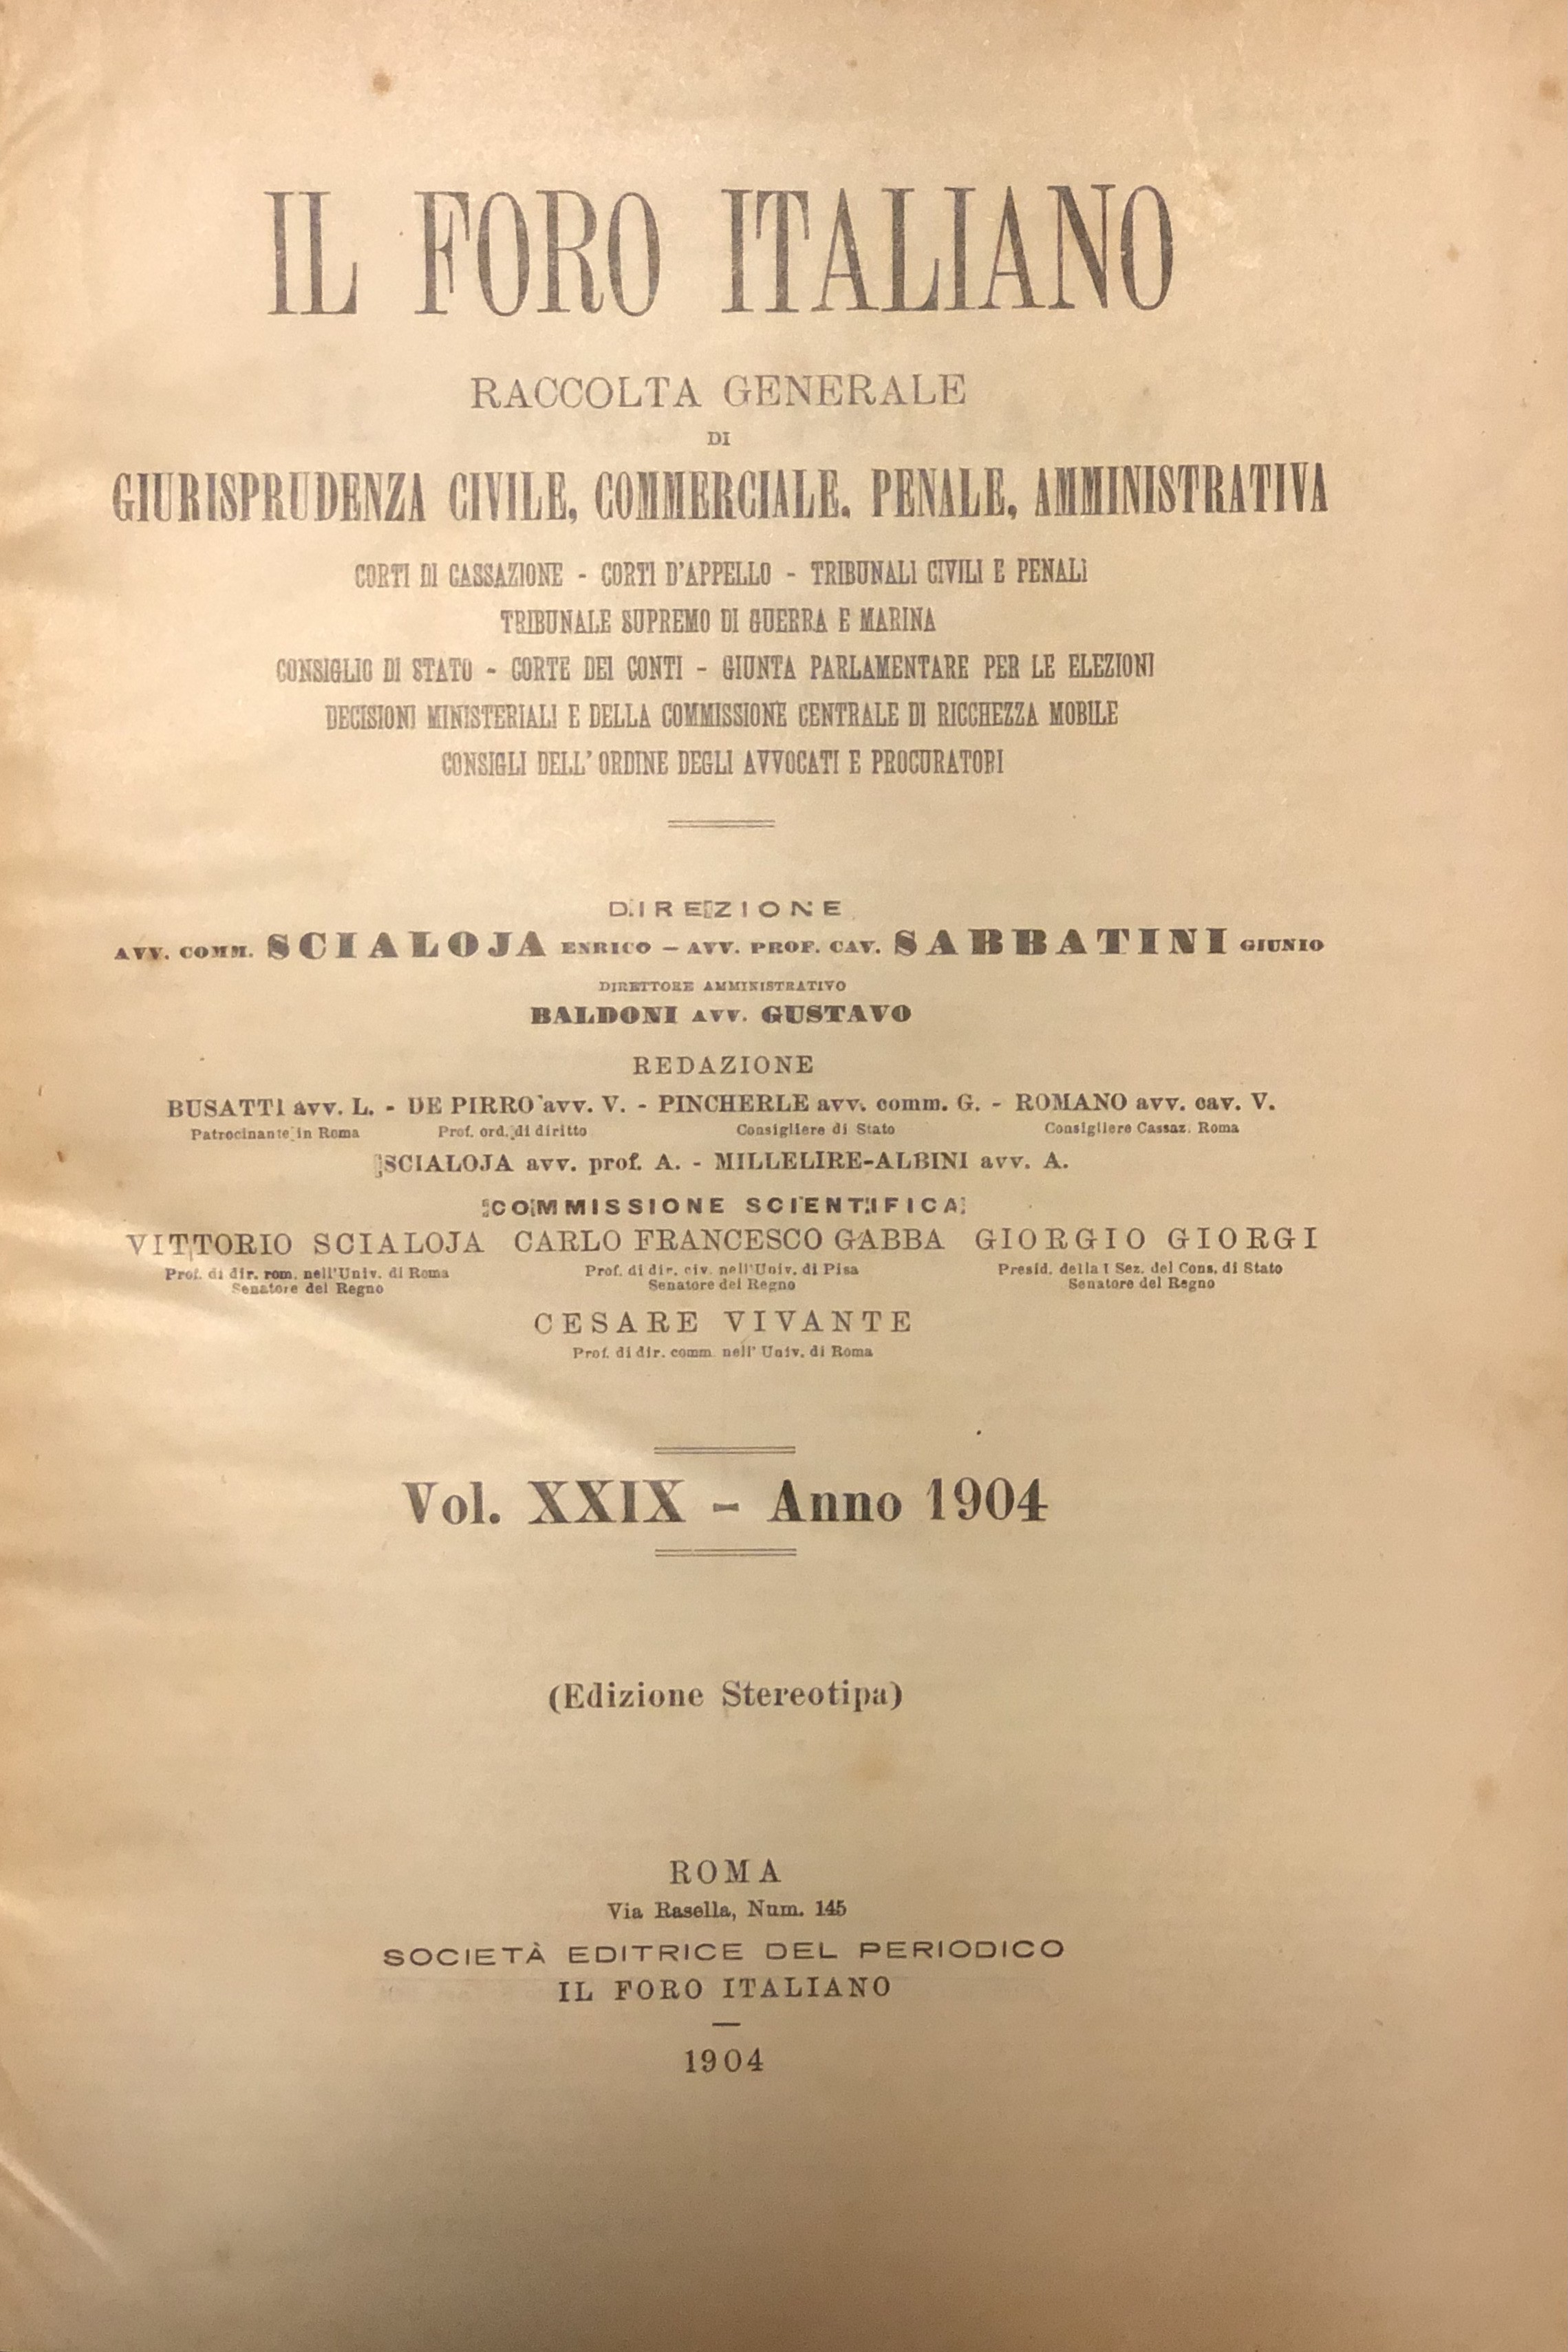 IL FORO ITALIANO
RACCOLTA GENERALE
DI
GIURISPRUDENZA CIVILE, COMMERCIALE, PENALE, AMMINISTRATIVA
CORTI DI CASSAZIONE - CORTI D'APPELLO - TRIBUNALI CIVILI E PENALI
TRIBUNALE SUPREMO DI GUERRA E MARINA
CONSIGLIO DI STATO - CORTE DEI CONTI - GIUNTA PARLAMENTARE PER LE ELEZIONI
DECISIONI MINISTERIALI E DELLA COMMISSIONE CENTRALE DI RICCHEZZA MOBILE
CONSIGLI DELL' ORDINE DEGLI AVVOCATI E PROCURATORI
DIREZIONE
AVV. COMM. SCIALOJA ENRICO - AVV. PROF. CAV. SABBATINI GIUNIO
DIRETTORE AMMINISTRATIVO
BALDONI AVV. GUSTAVO
REDAZIONE
BUSATTI avv. L. - DE PIRRO avv. V. - PINCHERLE avv. comm. G. - ROMANO avv. cav. V.
Patrocinante in Roma Prof. ord. di diritto Consigliere di Stato Consigliere Cassaz. Roma
SCIALOJA avv. prof. A. - MILLELIRE-ALBINI avv. A.
COMMISSIONE SCIENTIFICA
VITTORIO SCIALOJA CARLO FRANCESCO GABBA GIORGIO GIORGI
Prof. di dir. rom. nell'Univ. di Roma Prof. di dir. civ. nell'Univ. di Pisa Presid. della I Sez. del Cons. di Stato
Senatore del Regno Senatore del Regno Senatore del Regno
CESARE VIVANTE
Prof. di dir. comm. nell' Univ. di Roma
Vol. XXIX - Anno 1904
(Edizione Stereotipa)
ROMA
Via Rasella, Num. 145
SOCIETÀ EDITRICE DEL PERIODICO
IL FORO ITALIANO
1904